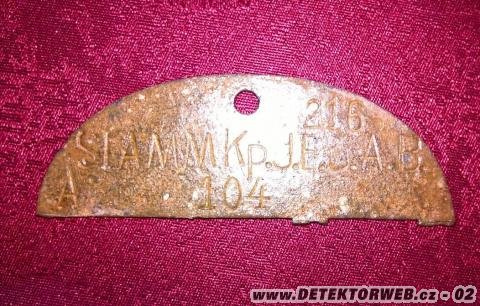 216
STAMMKp.J.E.J.A.B.
A 104
www.DETEKTORWEB.cz - 02